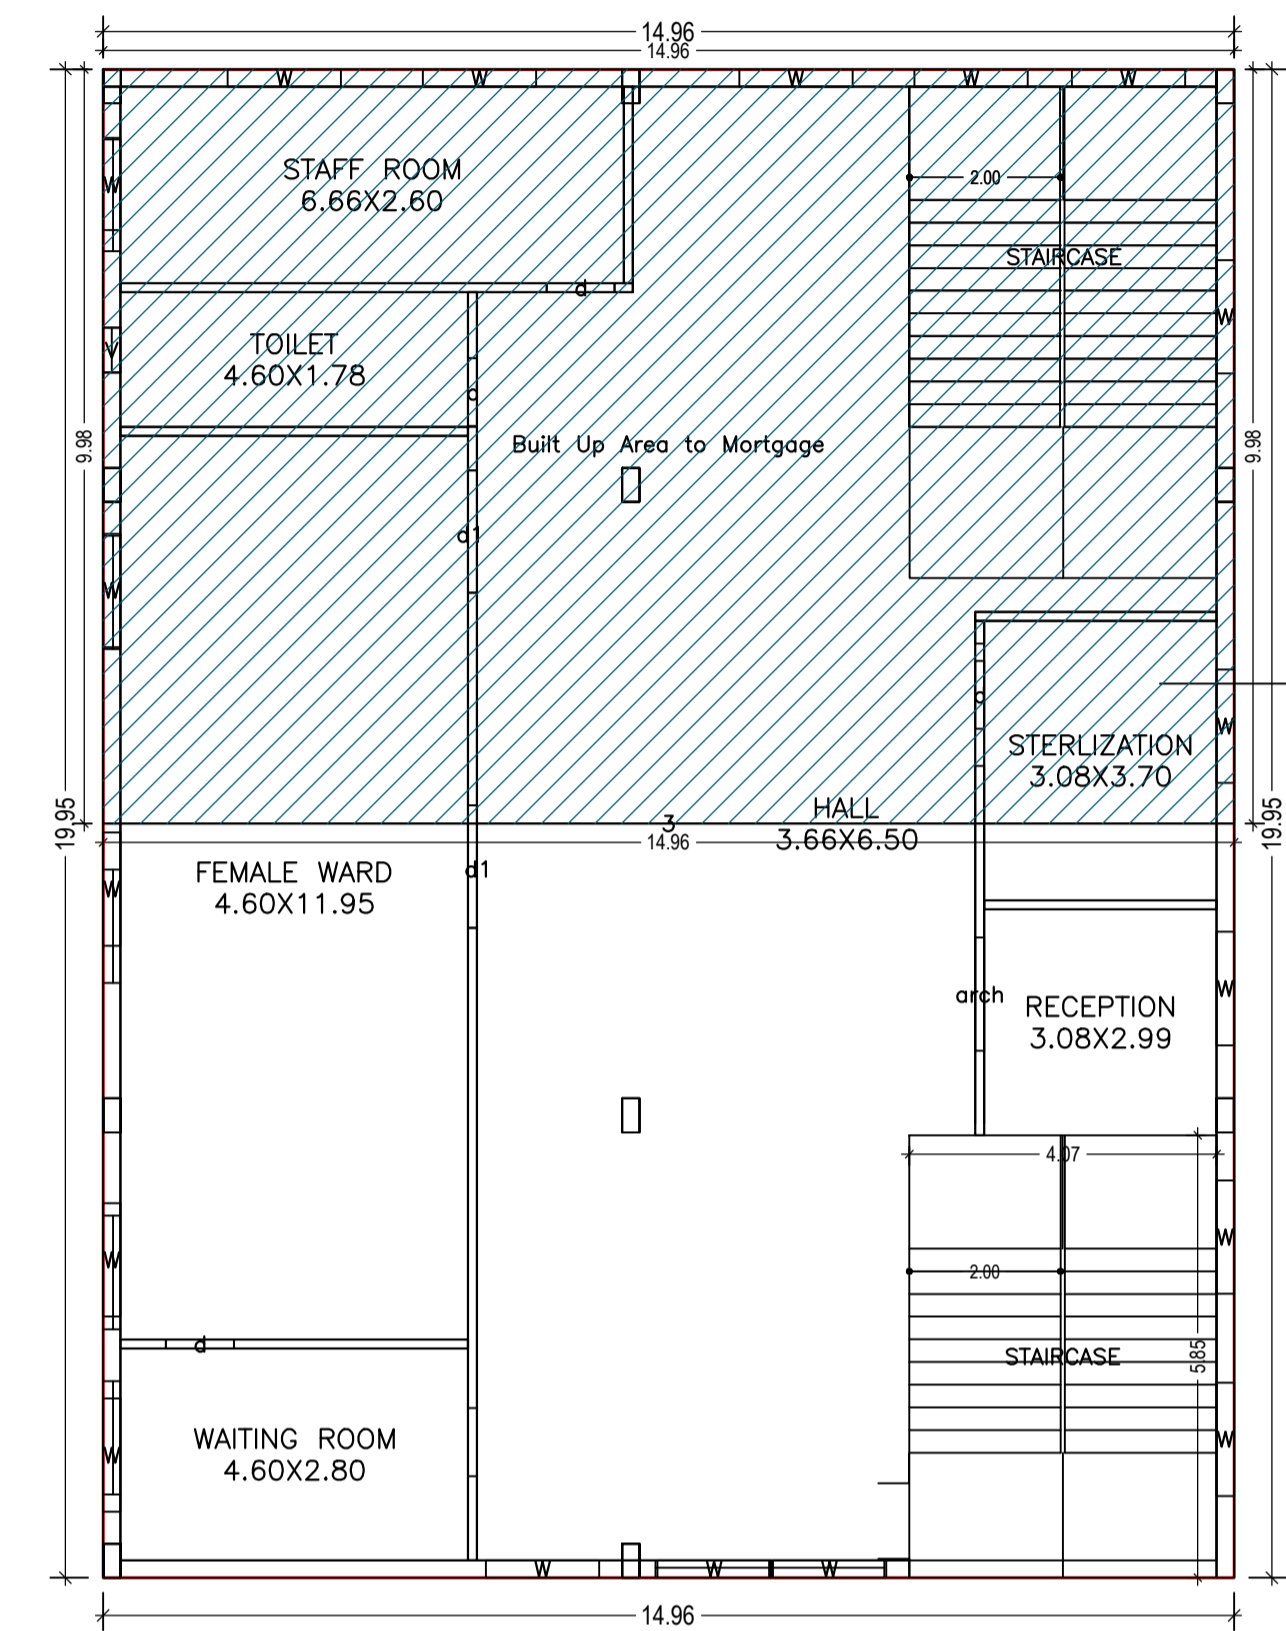 14.96
14.96
W W W W W
STAFF ROOM
6.66X2.60
W
2.00
STAIRCASE
d
W
TOILET
4.60X1.78
V
d
9.98
Built Up Area to Mortgage
9.98
d1
W
d
W
STERLIZATION
3.08X3.70
HALL
3.66X6.50
3
14.96
19.95
19.95
d1
FEMALE WARD
4.60X11.95
W
arch
RECEPTION
3.08X2.99
W
4.07
W
W
2.00
d
STAIRCASE
5.85
WAITING ROOM
4.60X2.80
W
W
W W W
14.96